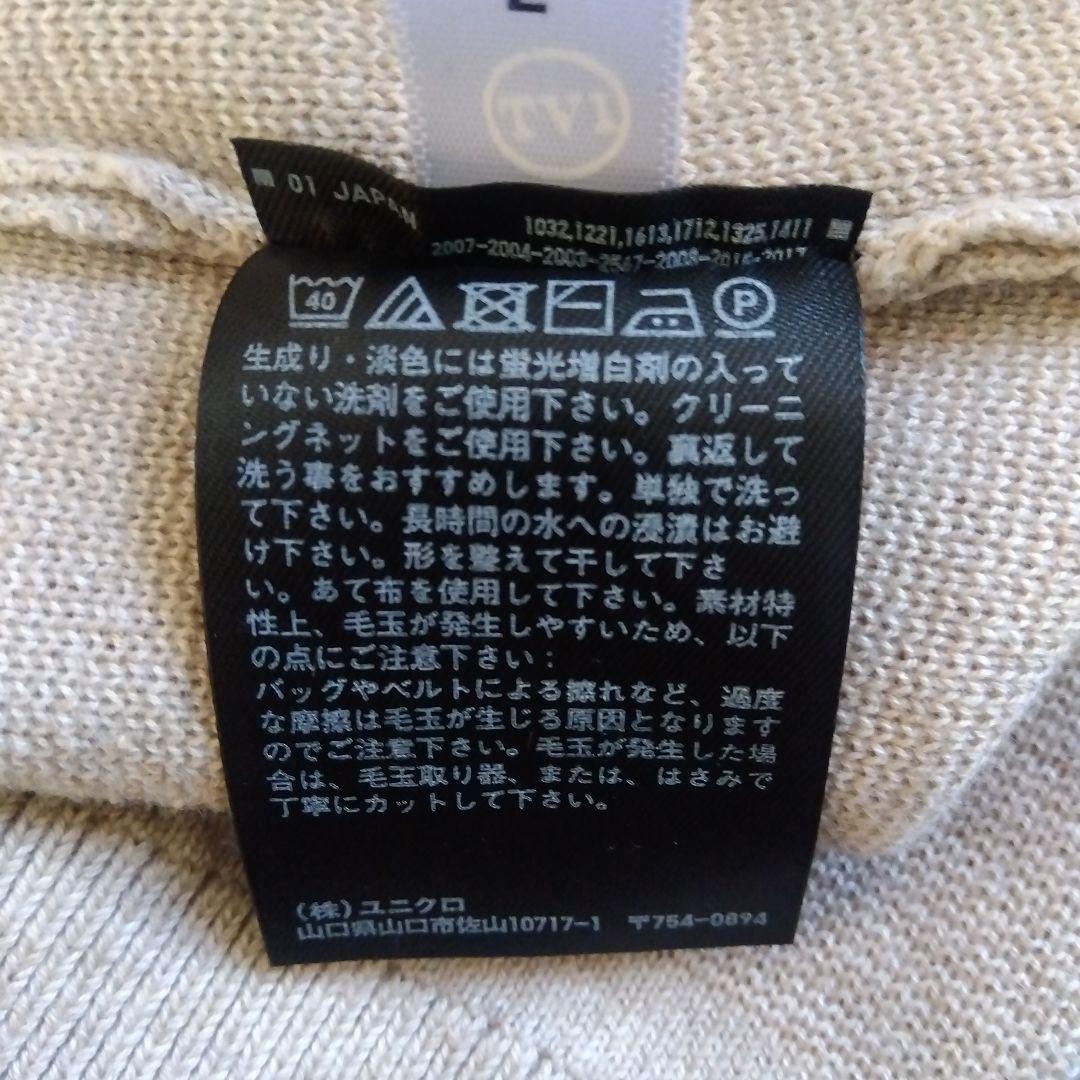 TVI
01 JAPAN
1032,1221,1613,1712,1325,1411
2007-2004-2003-2547-2008-2016-2017
40
P
生成り・淡色には蛍光増白剤の入って
いない洗剤をご使用下さい。クリーニ
ングネットをご使用下さい。裏返して
洗う事をおすすめします。単独で洗っ
て下さい。長時間の水への浸漬はお避
け下さい。形を整えて干して下さ
い。あて布を使用して下さい。素材特
性上、毛玉が発生しやすいため、以下
の点にご注意下さい:
バッグやベルトによる擦れなど、過度
な摩擦は毛玉が生じる原因となります
のでご注意下さい。毛玉が発生した場
合は、毛玉取り器、または、はさみで
丁寧にカットして下さい。
(株)ユニクロ
山口県山口市佐山10717-1 〒754-0894